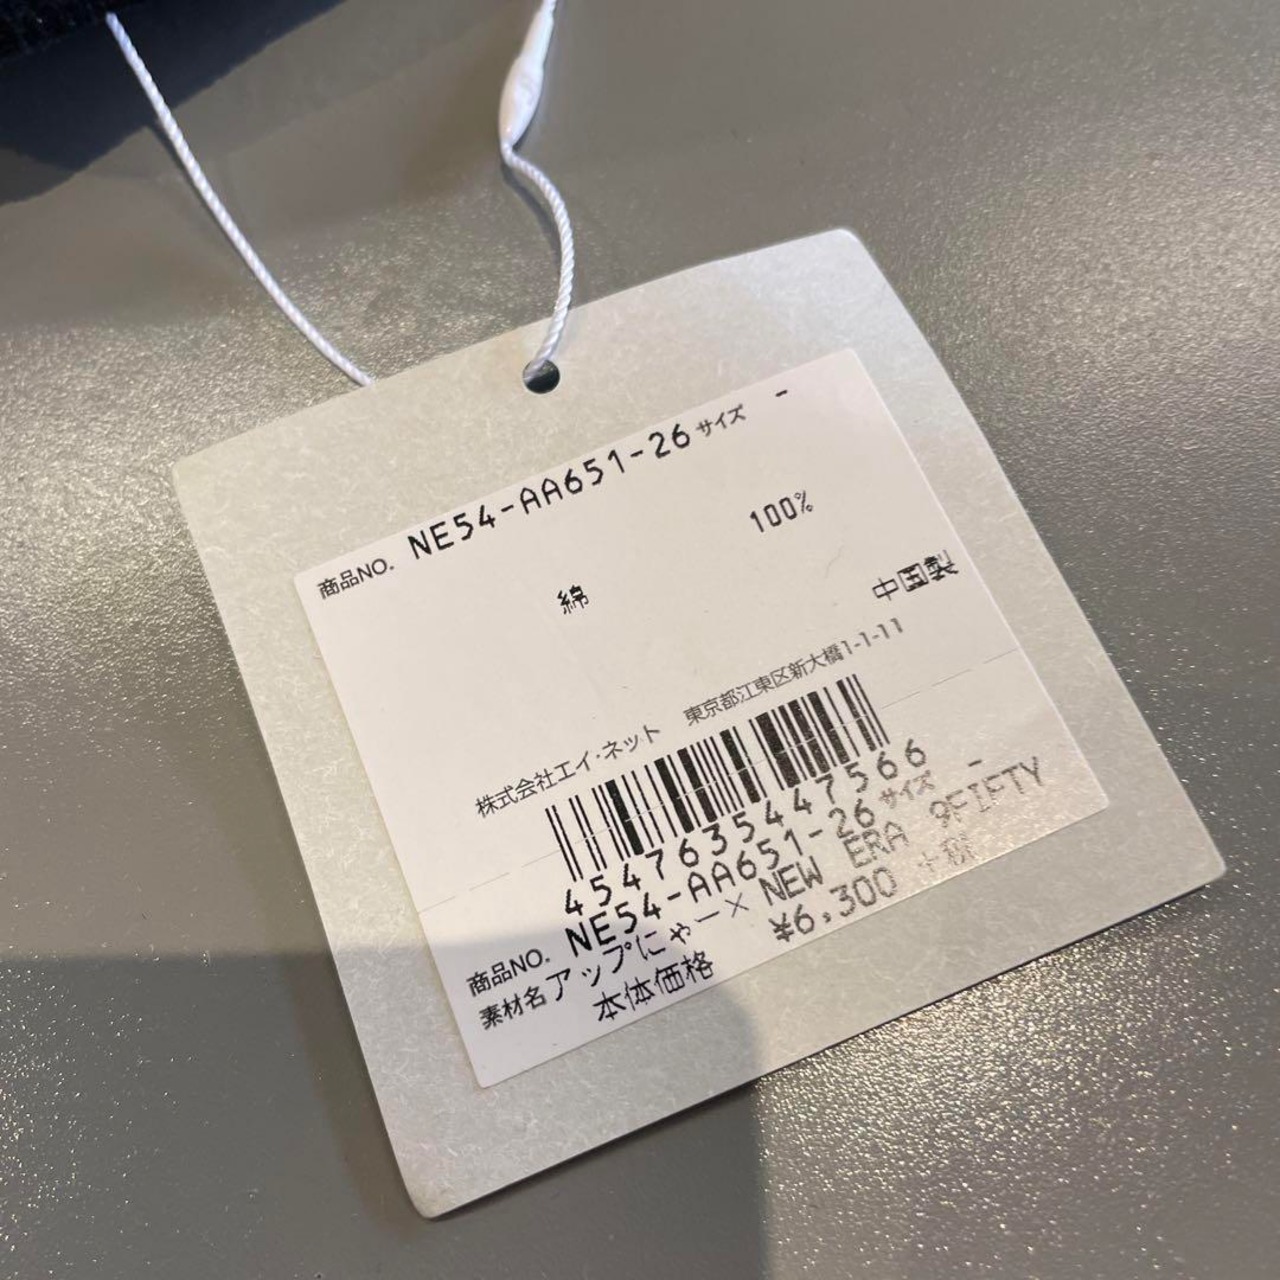 商品NO. NE54-AA651-26 サイズ -
綿 100%
中国製
株式会社エイ・ネット 東京都江東区新大橋1-1-11
4547635447566
商品NO. NE54-AA651-26 サイズ -
素材名 アップにゃー× NEW ERA 9FIFTY
本体価格 ¥6,300 +税